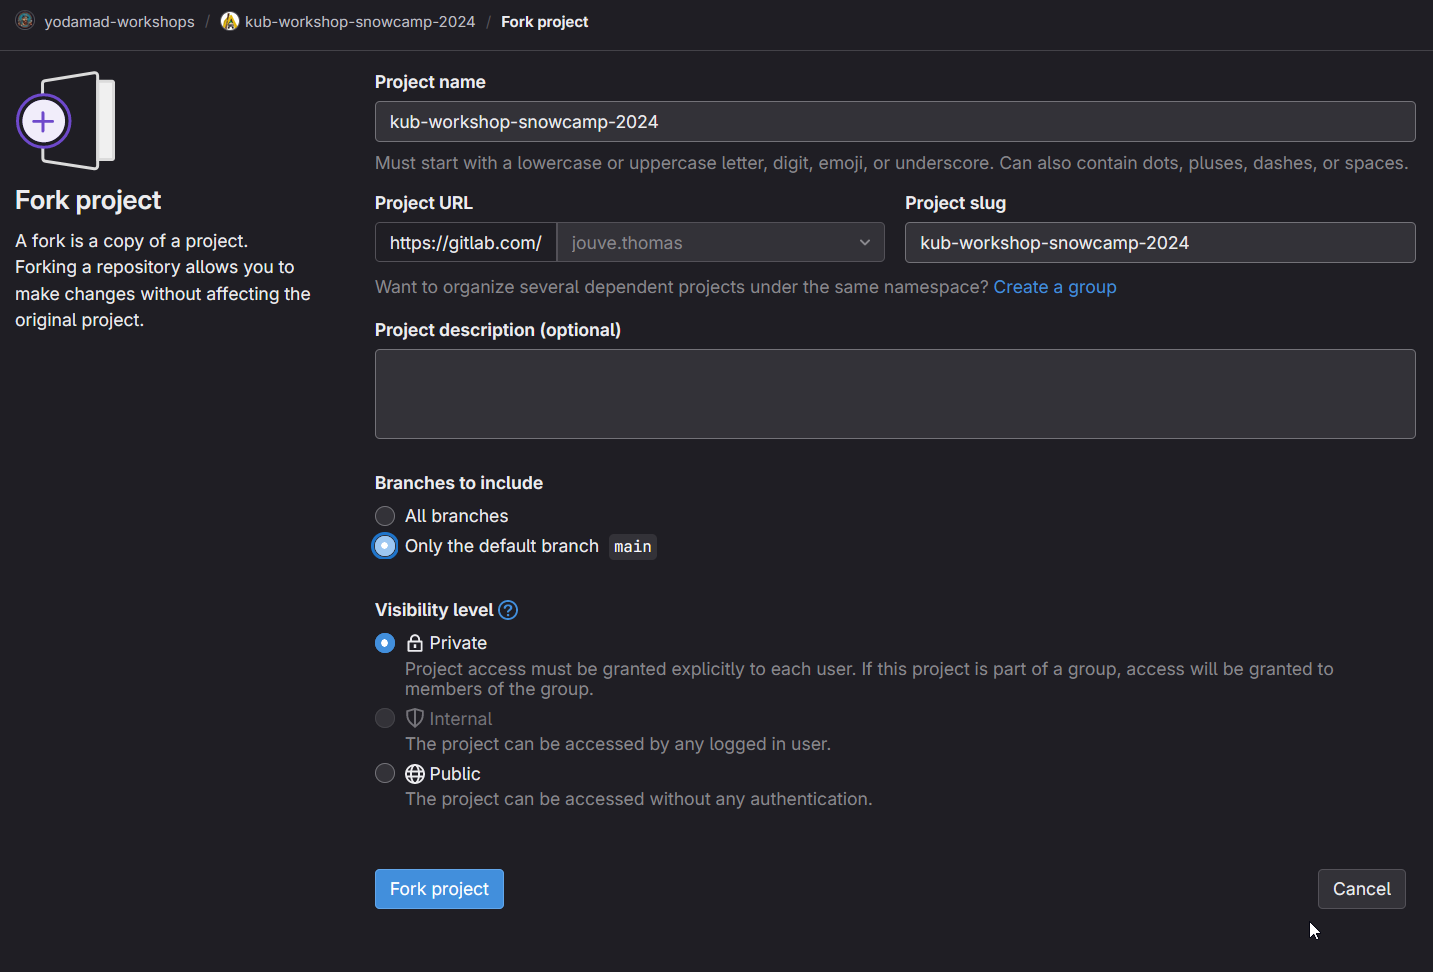 yodamad-workshops / kub-workshop-snowcamp-2024 / Fork project
Fork project
A fork is a copy of a project.
Forking a repository allows you to
make changes without affecting the
original project.
Project name
kub-workshop-snowcamp-2024
Must start with a lowercase or uppercase letter, digit, emoji, or underscore. Can also contain dots, pluses, dashes, or spaces.
Project URL
https://gitlab.com/ jouve.thomas
Project slug
kub-workshop-snowcamp-2024
Want to organize several dependent projects under the same namespace? Create a group
Project description (optional)
Branches to include
All branches
Only the default branch main
Visibility level ?
Private
Project access must be granted explicitly to each user. If this project is part of a group, access will be granted to
members of the group.
Internal
The project can be accessed by any logged in user.
Public
The project can be accessed without any authentication.
Fork project
Cancel